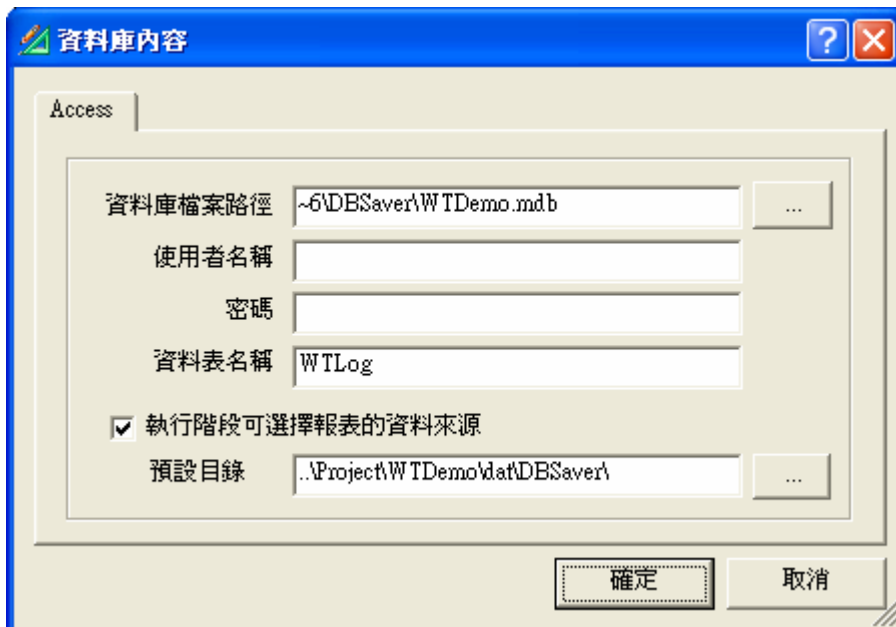 資料庫內容
Access
資料庫檔案路徑 ~6\DBSaver\WTDemo.mdb ...
使用者名稱
密碼
資料表名稱 WTLog
執行階段可選擇報表的資料來源
預設目錄 ..\Project\WTDemo\dat\DBSaver\ ...
確定 取消